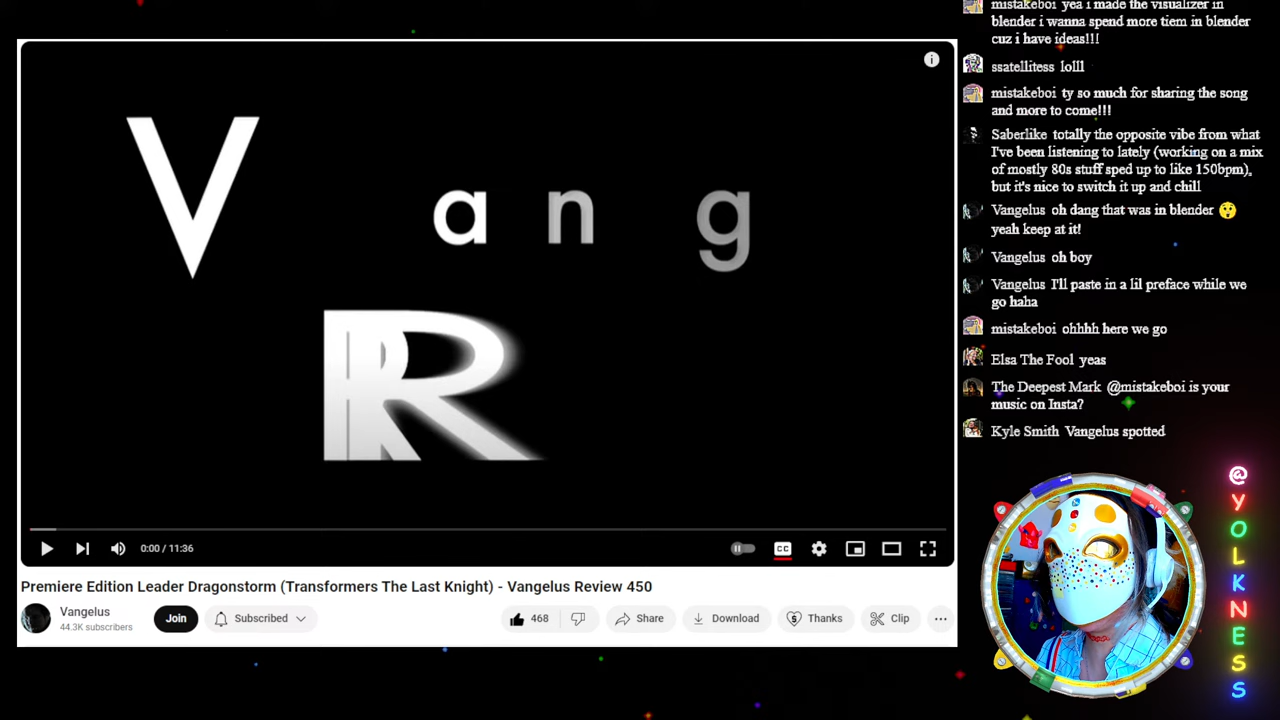 V a n g
R
0:00 / 11:36
CC
Premiere Edition Leader Dragonstorm (Transformers The Last Knight) - Vangelus Review 450
Vangelus
44.3K subscribers
Join
Subscribed
468
Share
Download
Thanks
Clip
mistakeboi yea i made the visualizer in
blender i wanna spend more tiem in blender
cuz i have ideas!!!
ssatellitess lolll
mistakeboi ty so much for sharing the song
and more to come!!!
Saberlike totally the opposite vibe from what
I've been listening to lately (working on a mix
of mostly 80s stuff sped up to like 150bpm),
but it's nice to switch it up and chill
Vangelus oh dang that was in blender 😲
yeah keep at it!
Vangelus oh boy
Vangelus I'll paste in a lil preface while we
go haha
mistakeboi ohhhh here we go
Elsa The Fool yeas
The Deepest Mark @mistakeboi is your
music on Insta?
Kyle Smith Vangelus spotted
@YOLKNESS